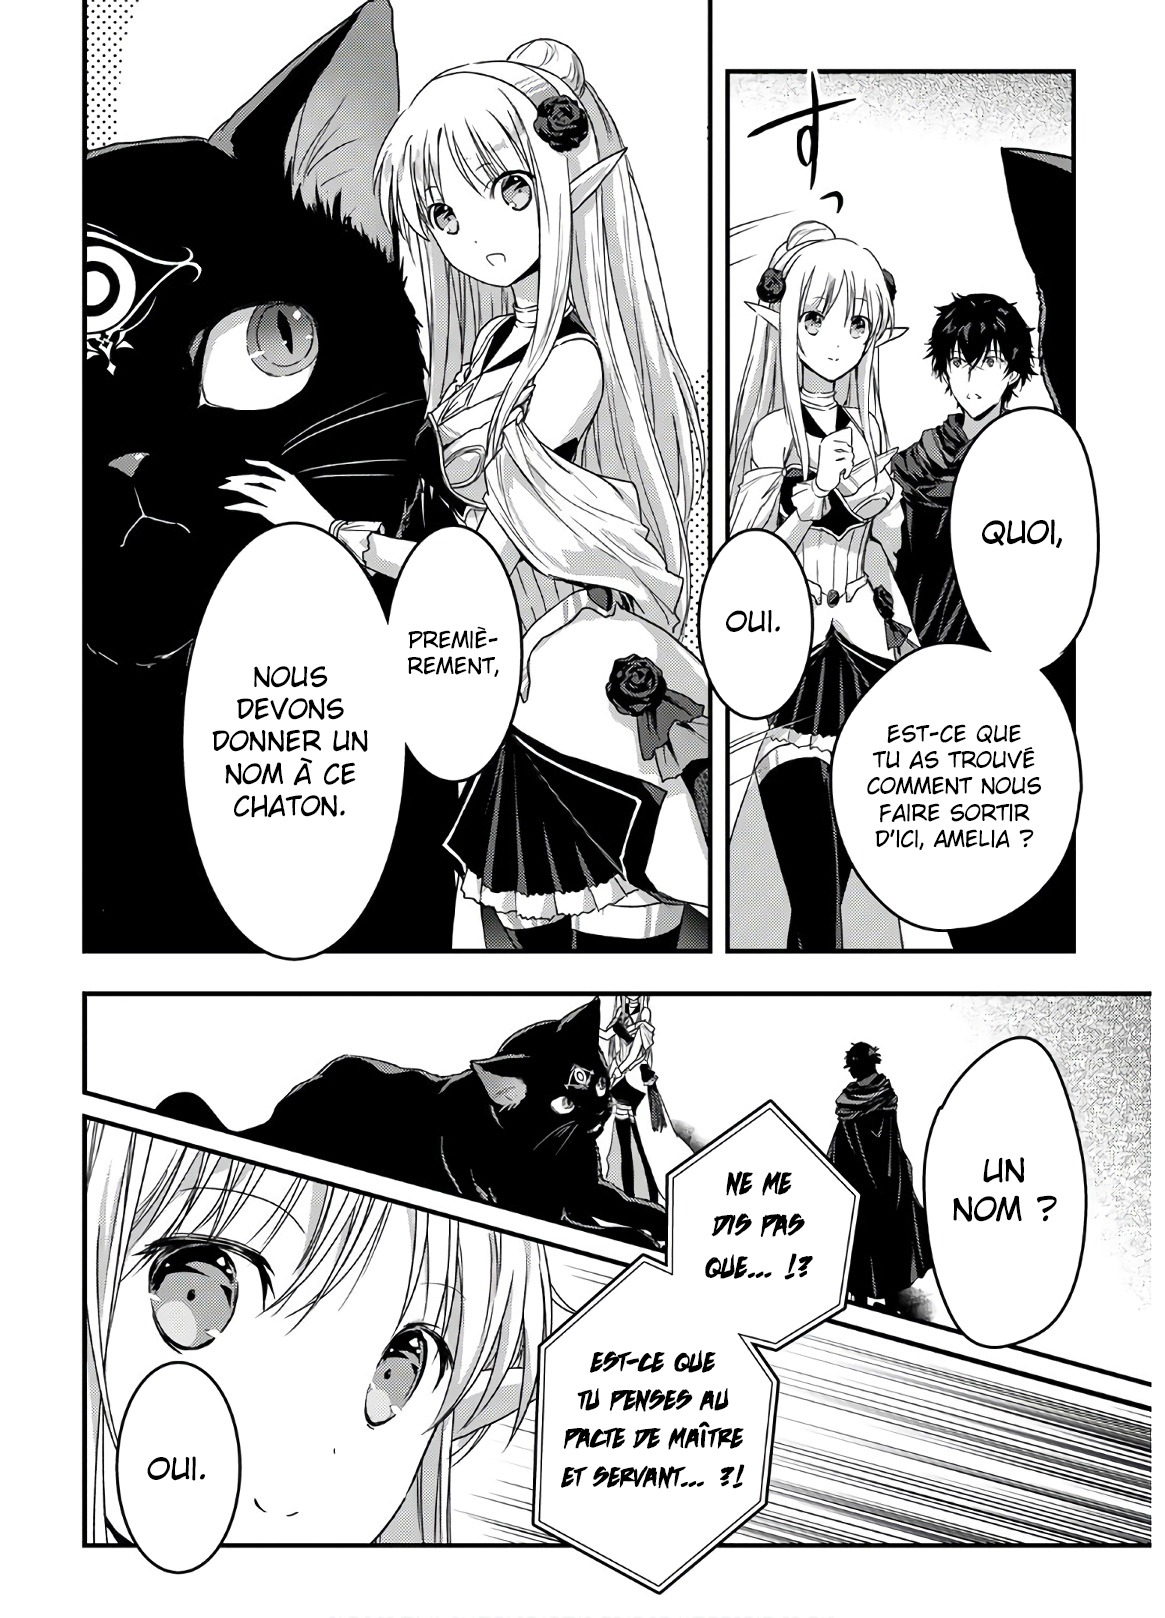 す
QUOI,
EST-CE QUE
TU AS TROUVÉ
COMMENT NOUS
FAIRE SORTIR
D'ICI, AMELIA ?
OUI.
PREMIÈ-
REMENT,
NOUS
DEVONS
DONNER UN
NOM À CE
CHATON.
UN
NOM ?
NE ME
DIS PAS
QUE... !?
EST-CE QUE
TU PENSES AU
PACTE DE MAÎTRE
ET SERVANT... ?!
OUI.